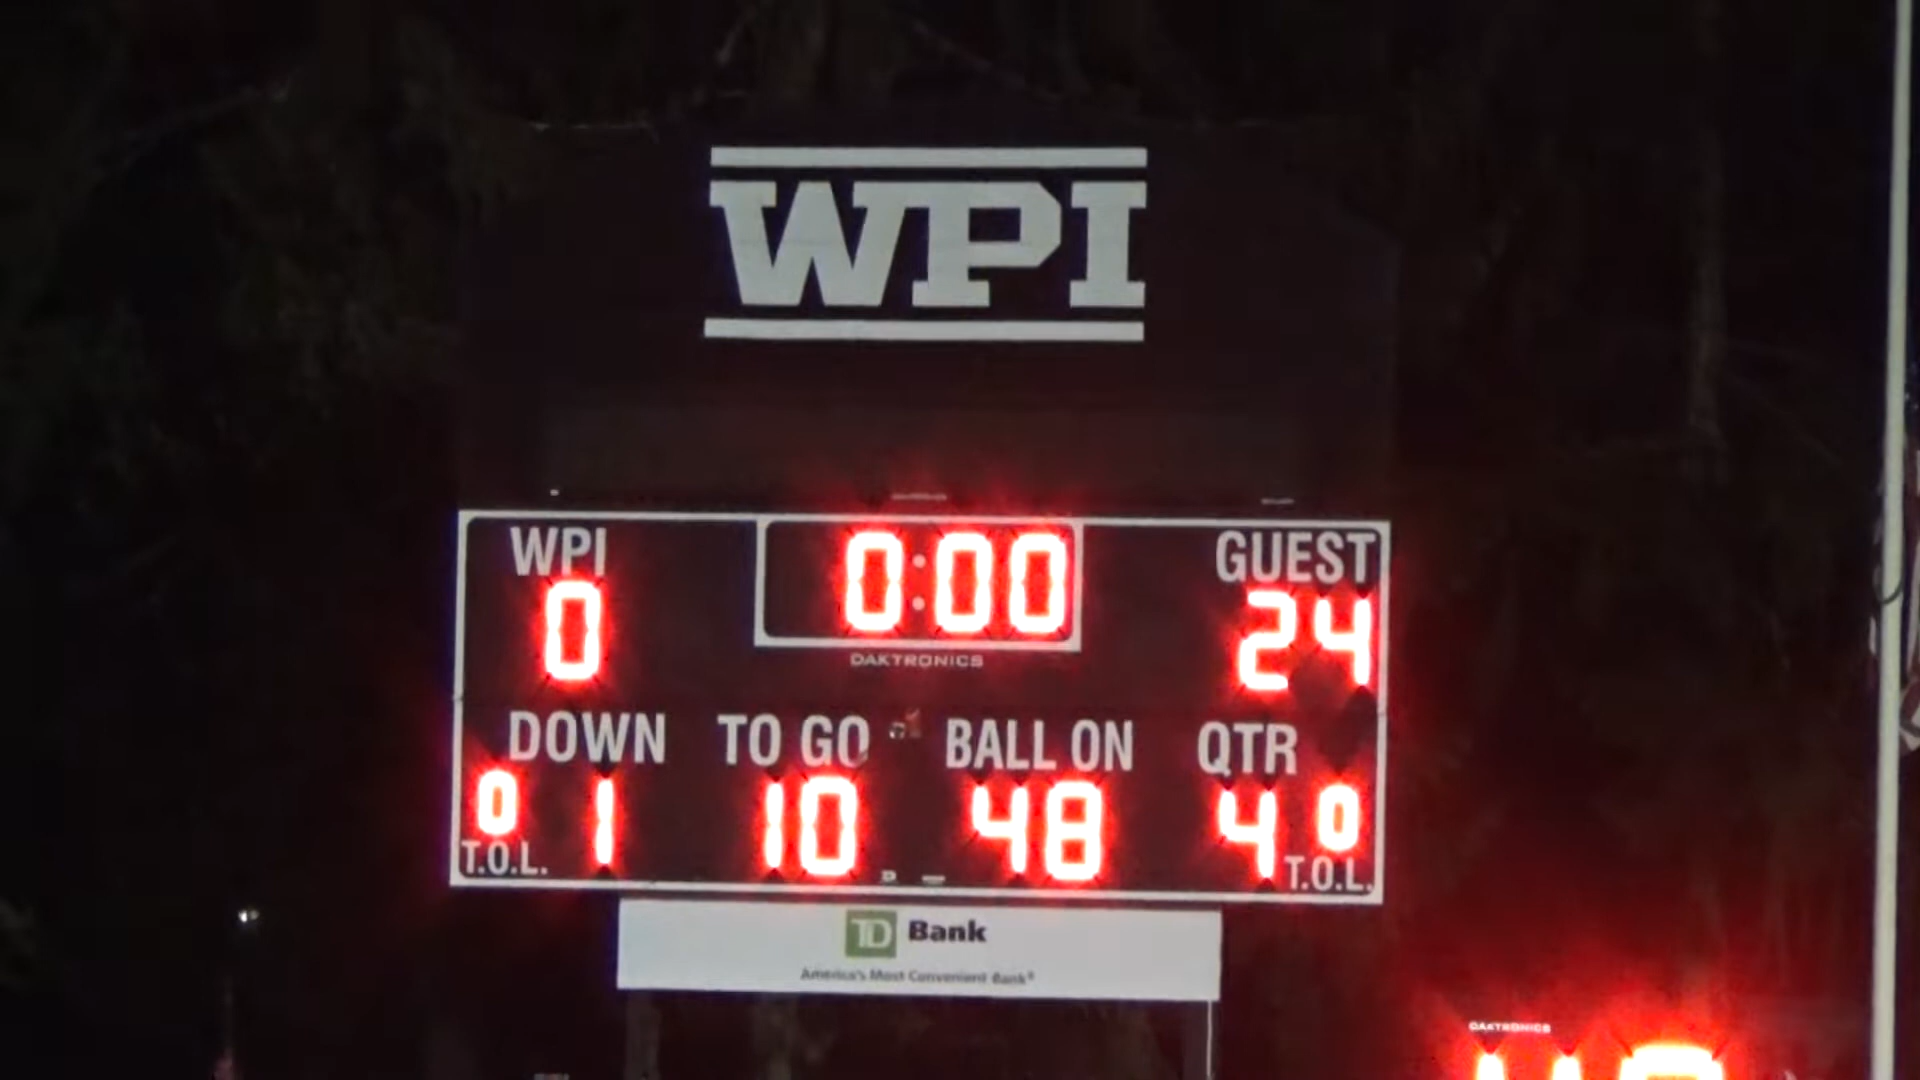 WPI
WPI 0:00 GUEST
0 24
DAKTRONICS
DOWN TO GO BALL ON QTR
0 1 10 48 4 0
T.O.L. T.O.L.
TD Bank
America's Most Convenient Bank®
DAKTRONICS